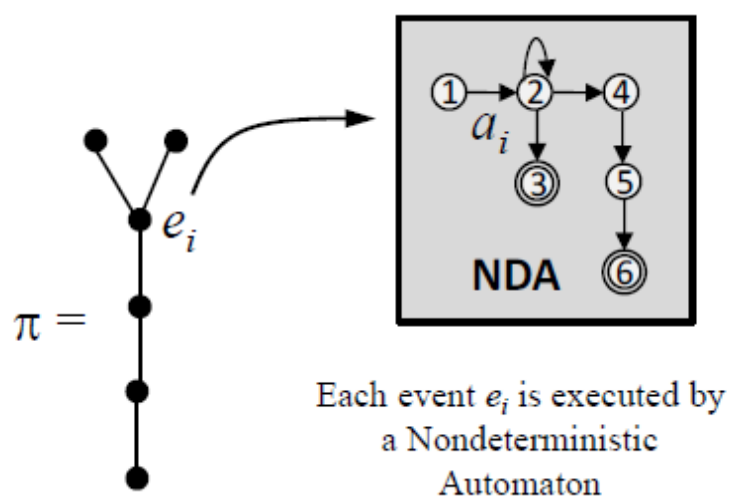 1 2 4
a_i
3 5
e_i
NDA 6
π =
Each event e_i is executed by
a Nondeterministic
Automaton